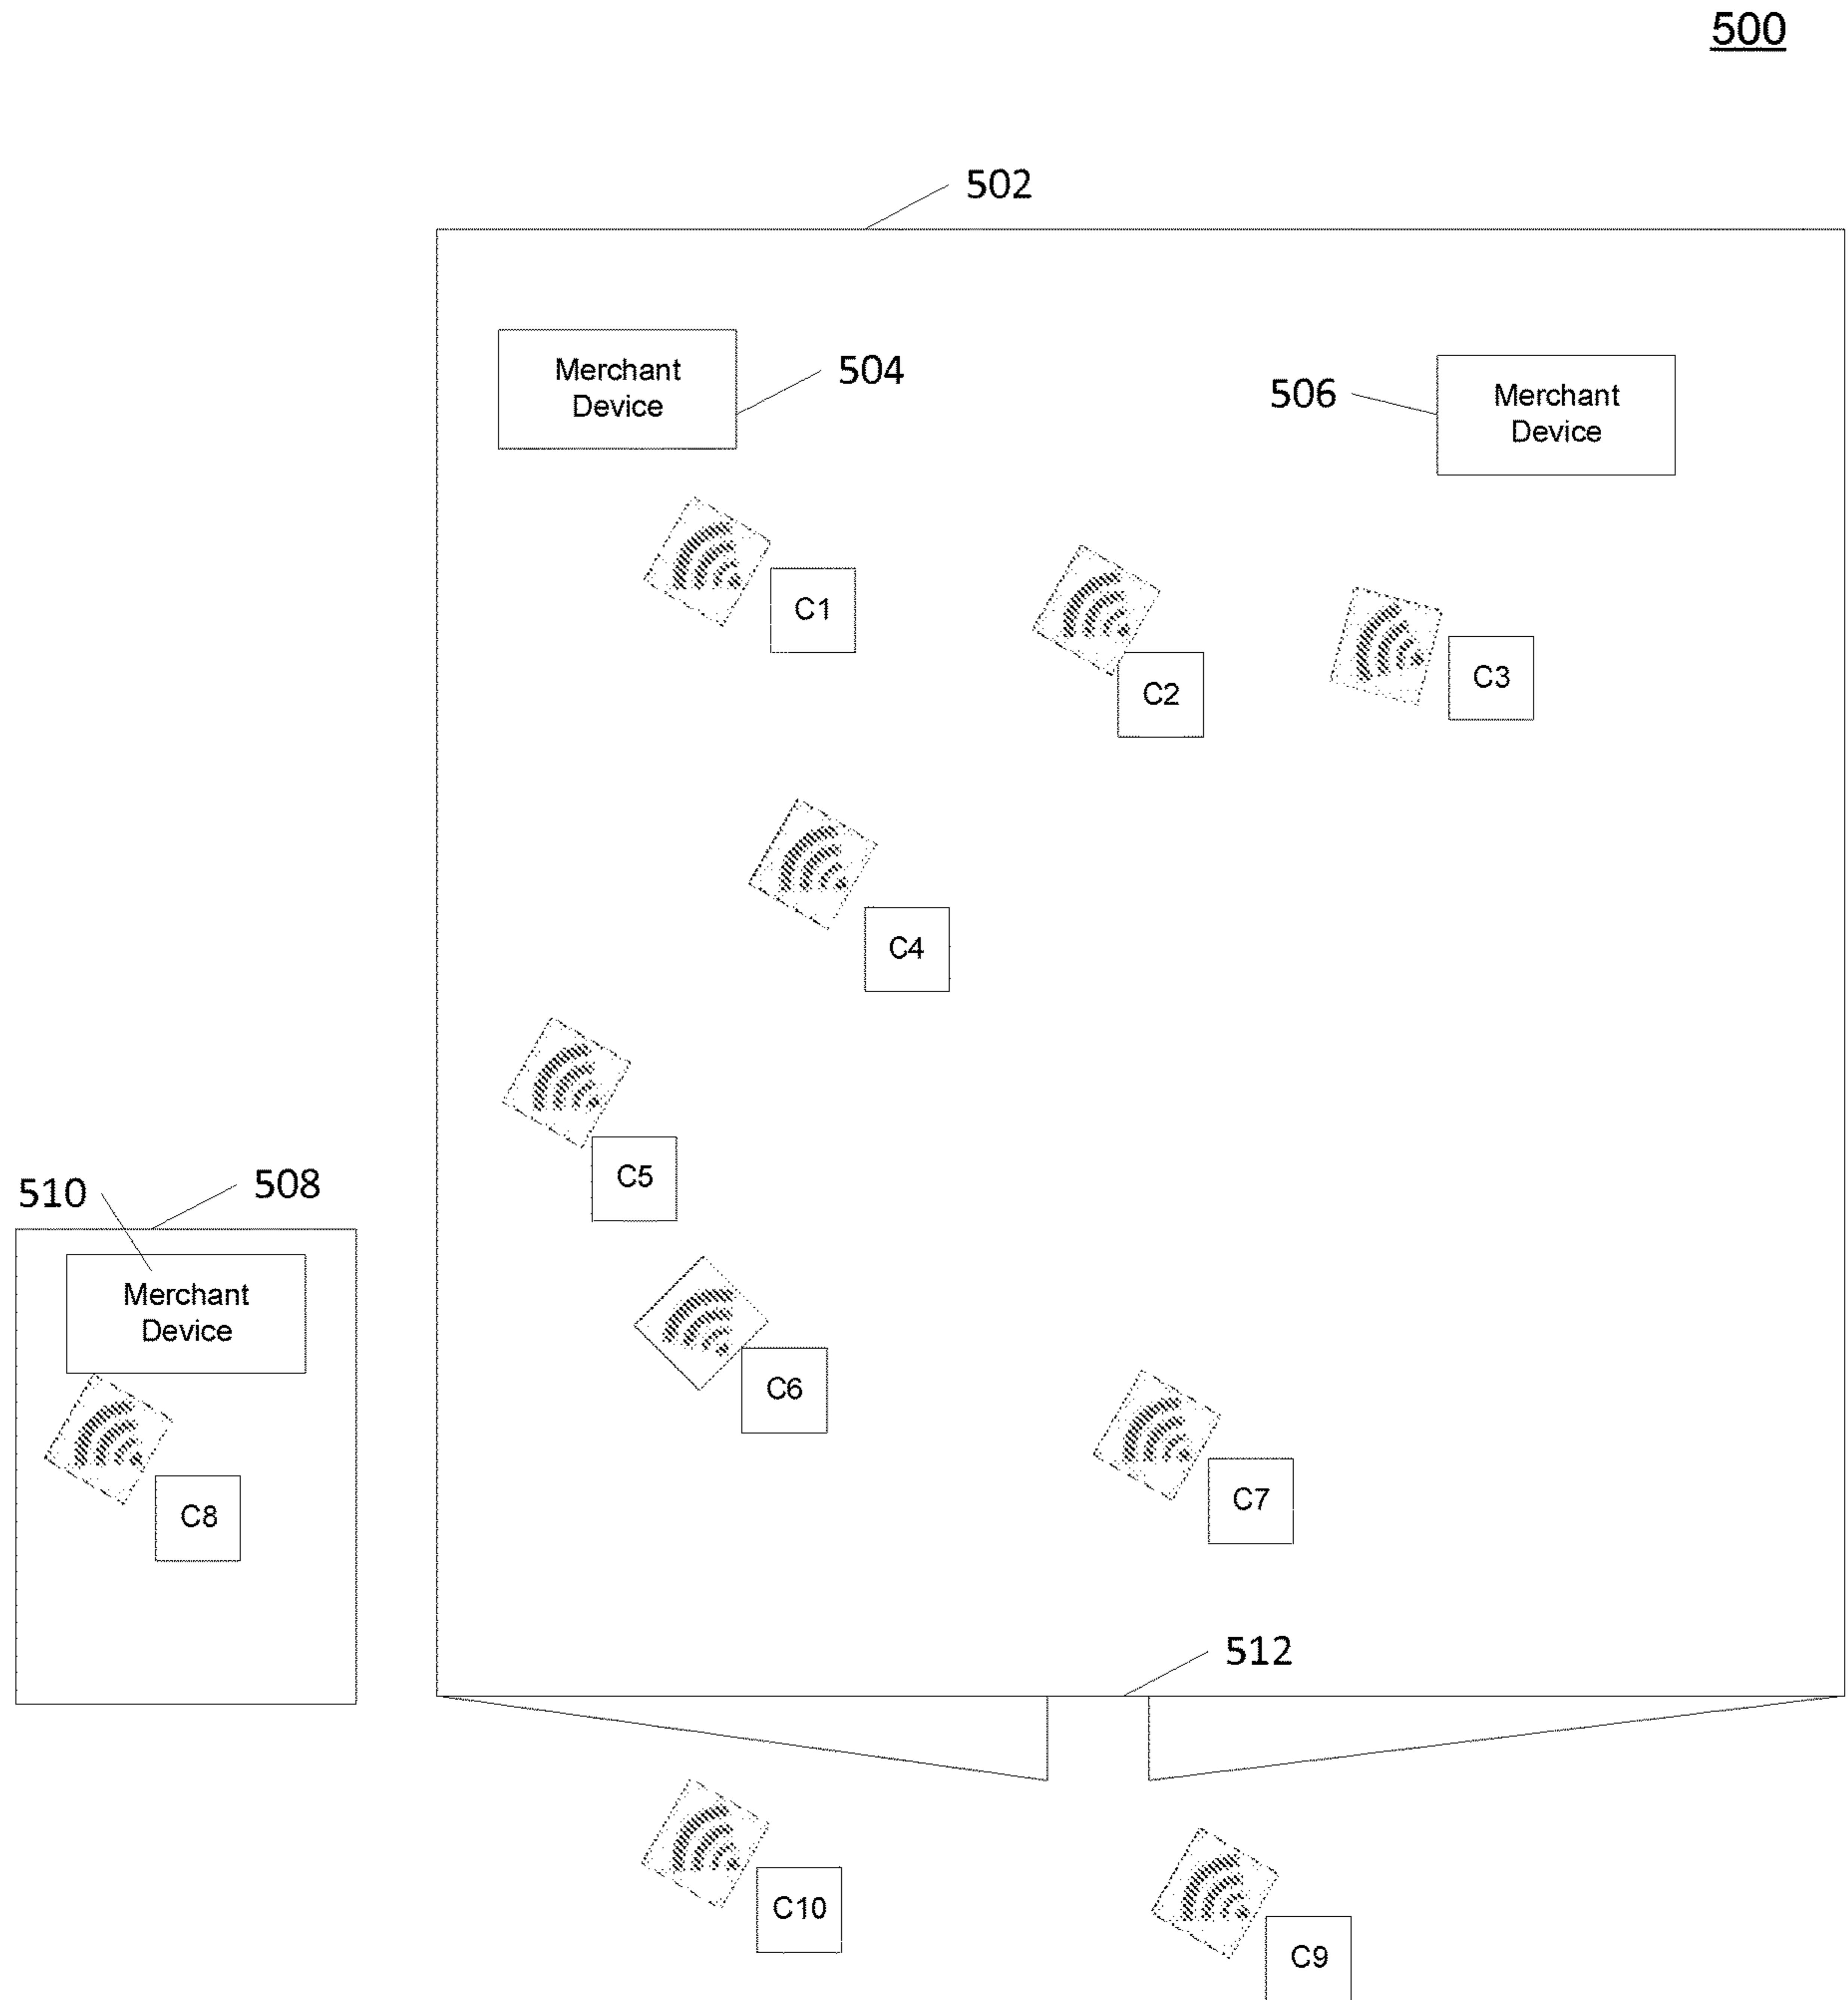 500
502
Merchant
Device
504
506
Merchant
Device
C1
C2
C3
C4
C5
510
508
Merchant
Device
C6
C7
C8
512
C10
C9